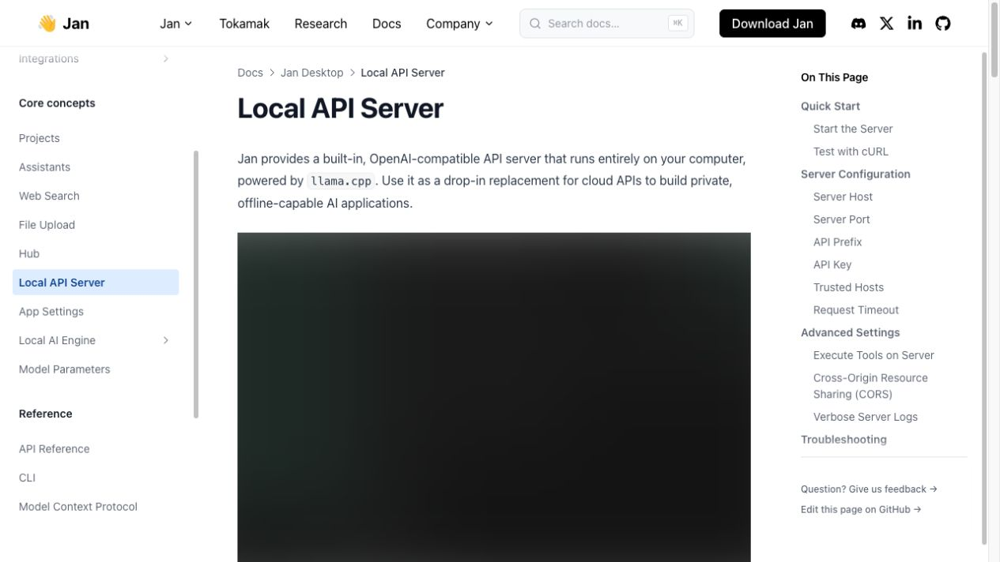 👋 Jan
Jan
Tokamak
Research
Docs
Company
Search docs...
⌘K
Download Jan
Integrations
Core concepts
Projects
Assistants
Web Search
File Upload
Hub
Local API Server
App Settings
Local AI Engine
Model Parameters
Reference
API Reference
CLI
Model Context Protocol
Docs > Jan Desktop > Local API Server
Local API Server
Jan provides a built-in, OpenAI-compatible API server that runs entirely on your computer,
powered by llama.cpp. Use it as a drop-in replacement for cloud APIs to build private,
offline-capable AI applications.
On This Page
Quick Start
Start the Server
Test with cURL
Server Configuration
Server Host
Server Port
API Prefix
API Key
Trusted Hosts
Request Timeout
Advanced Settings
Execute Tools on Server
Cross-Origin Resource
Sharing (CORS)
Verbose Server Logs
Troubleshooting
Question? Give us feedback →
Edit this page on GitHub →